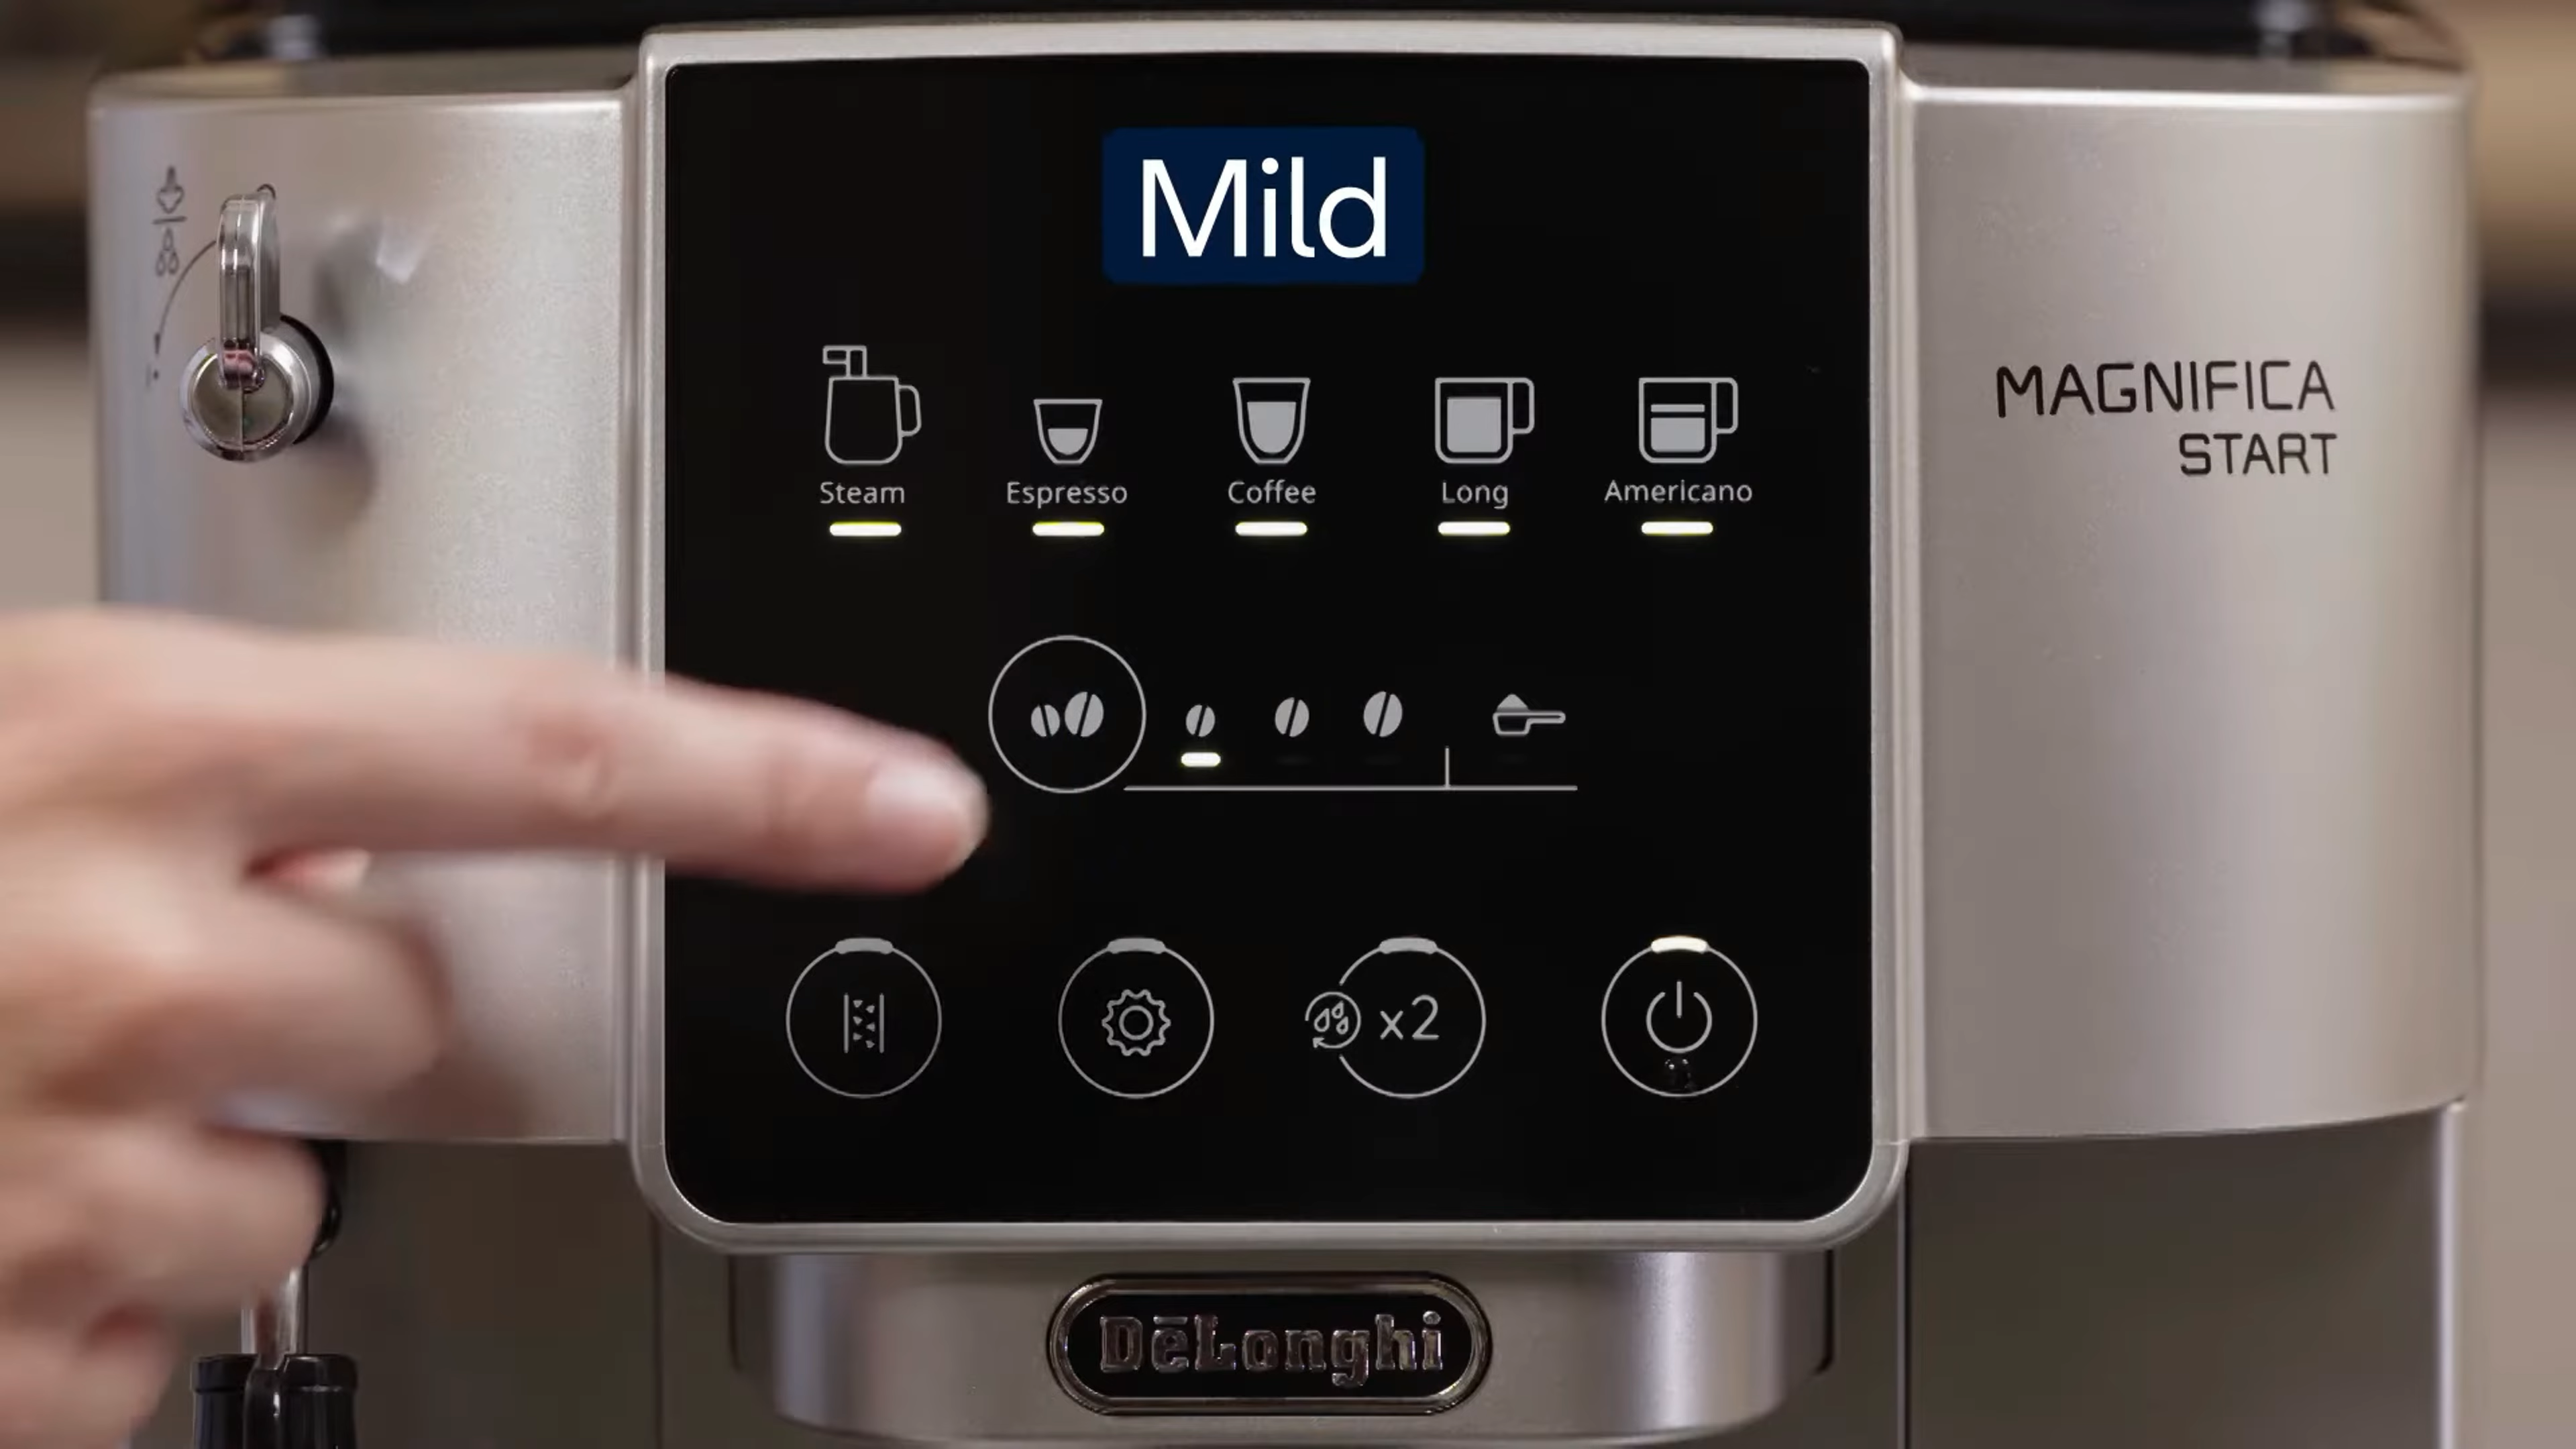 Mild
Steam
Espresso
Coffee
Long
Americano
MAGNIFICA
START
x2
DēLonghi